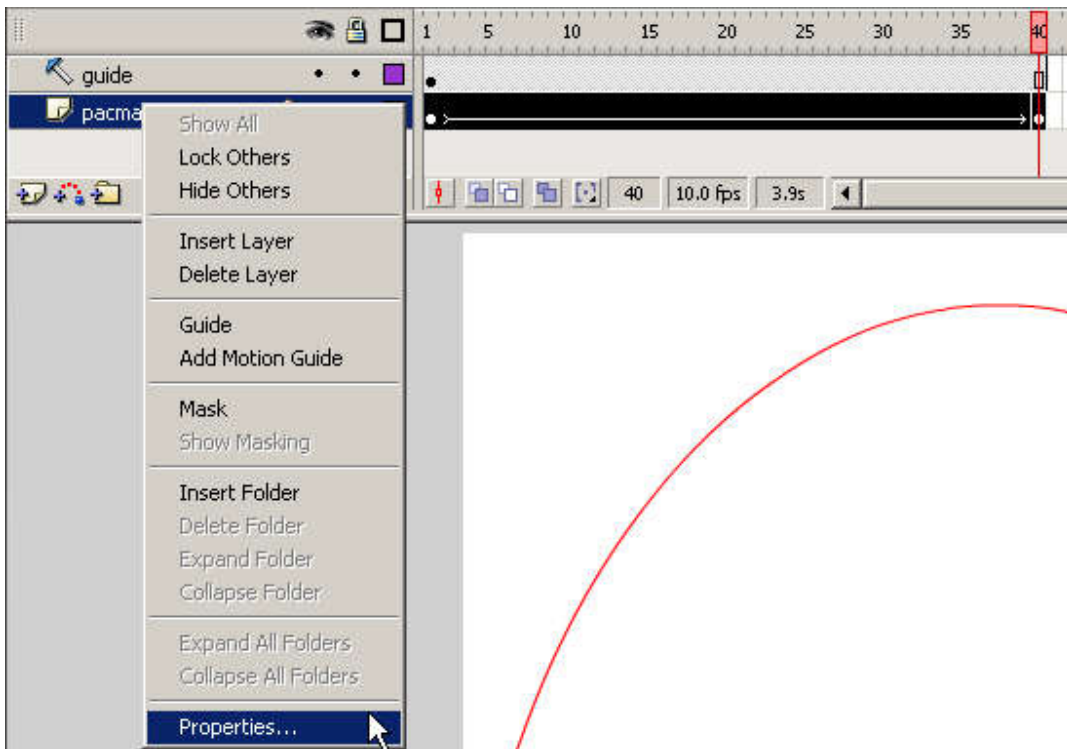 1 5 10 15 20 25 30 35 40
guide
pacma
Show All
Lock Others
Hide Others
40 10.0 fps 3.9s
Insert Layer
Delete Layer
Guide
Add Motion Guide
Mask
Show Masking
Insert Folder
Delete Folder
Expand Folder
Collapse Folder
Expand All Folders
Collapse All Folders
Properties...